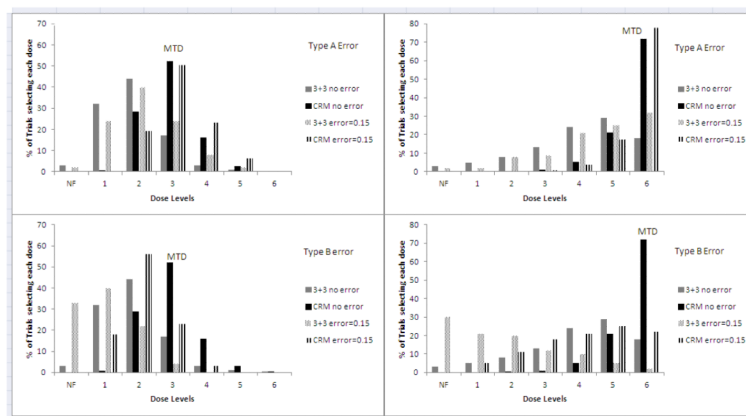 70
60
50
40
30
20
10
0
% of Trials selecting each dose
MTD
Type A Error
3+3 no error
CRM no error
3+3 error=0.15
CRM error=0.15
NF 1 2 3 4 5 6
Dose Levels
80
70
60
50
40
30
20
10
0
% of Trials selecting each dose
MTD
Type A Error
3+3 no error
CRM no error
3+3 error=0.15
CRM error=0.15
NF 1 2 3 4 5 6
Dose Levels
70
60
50
40
30
20
10
0
% of Trials selecting each dose
MTD
Type B error
3+3 no error
CRM no error
3+3 error=0.15
CRM error=0.15
NF 1 2 3 4 5 6
Dose Levels
80
70
60
50
40
30
20
10
0
% of Trials selecting each dose
MTD
Type B Error
3+3 no error
CRM no error
3+3 error=0.15
CRM error=0.15
NF 1 2 3 4 5 6
Dose Levels